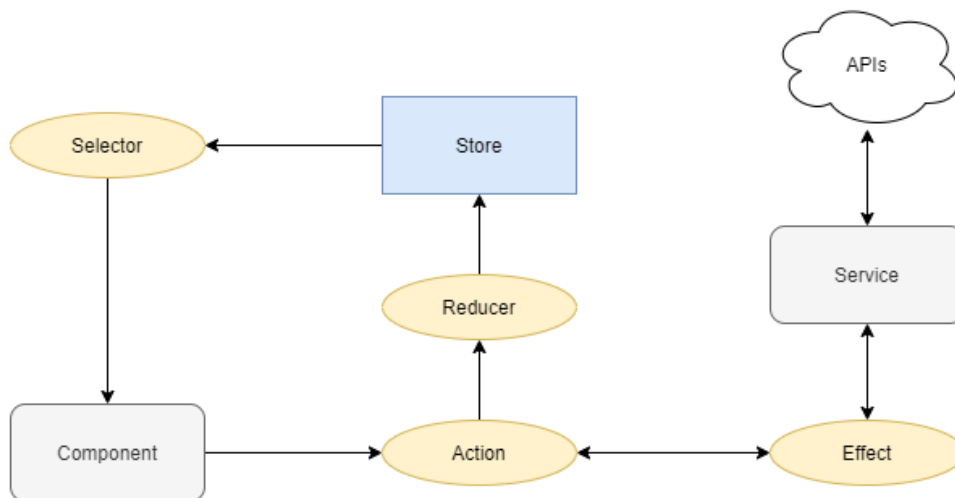 APIs
Selector
Store
Service
Reducer
Component
Action
Effect